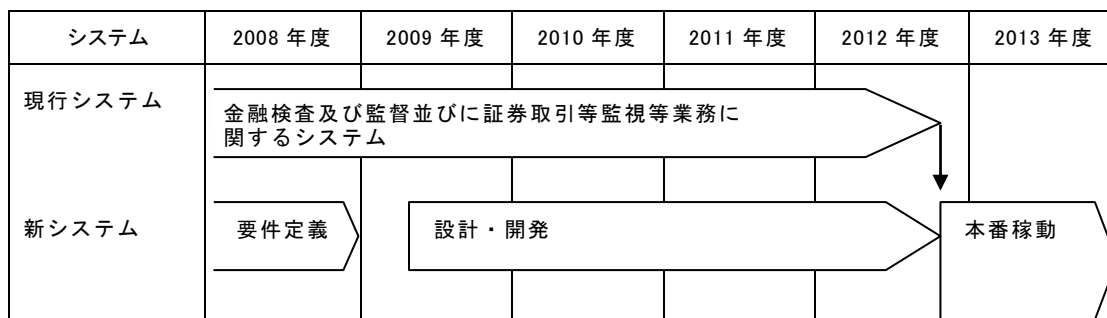 システム 2008 年度 2009 年度 2010 年度 2011 年度 2012 年度 2013 年度
現行システム
金融検査及び監督並びに証券取引等監視等業務に
関するシステム
新システム 要件定義 設計・開発 本番稼動